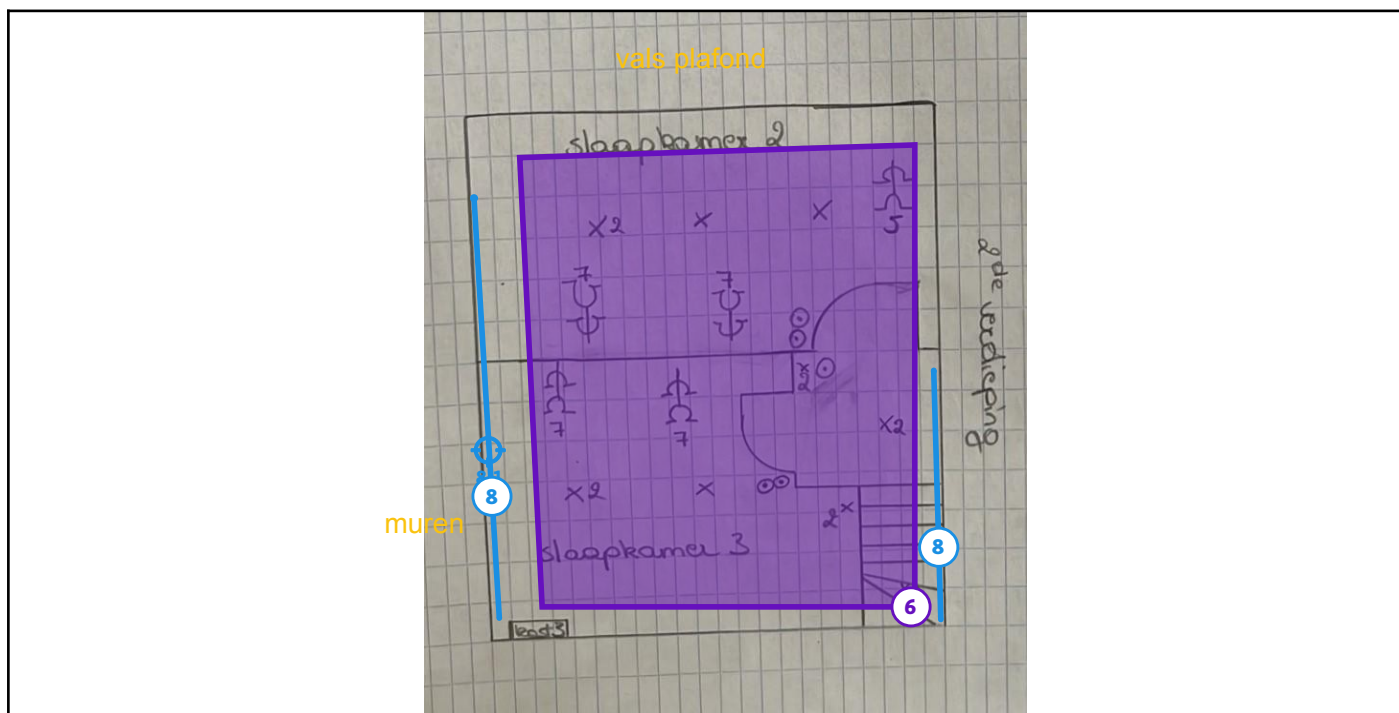 vals plafond
slaapkamer 2
x2 x x
5
7 7
2de verdieping
x2
x2
7 7
x2 x
2x
8
muren
8
slaapkamer 3
6
kast3